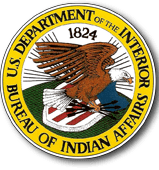 U.S. DEPARTMENT OF THE INTERIOR
1824
BUREAU OF INDIAN AFFAIRS